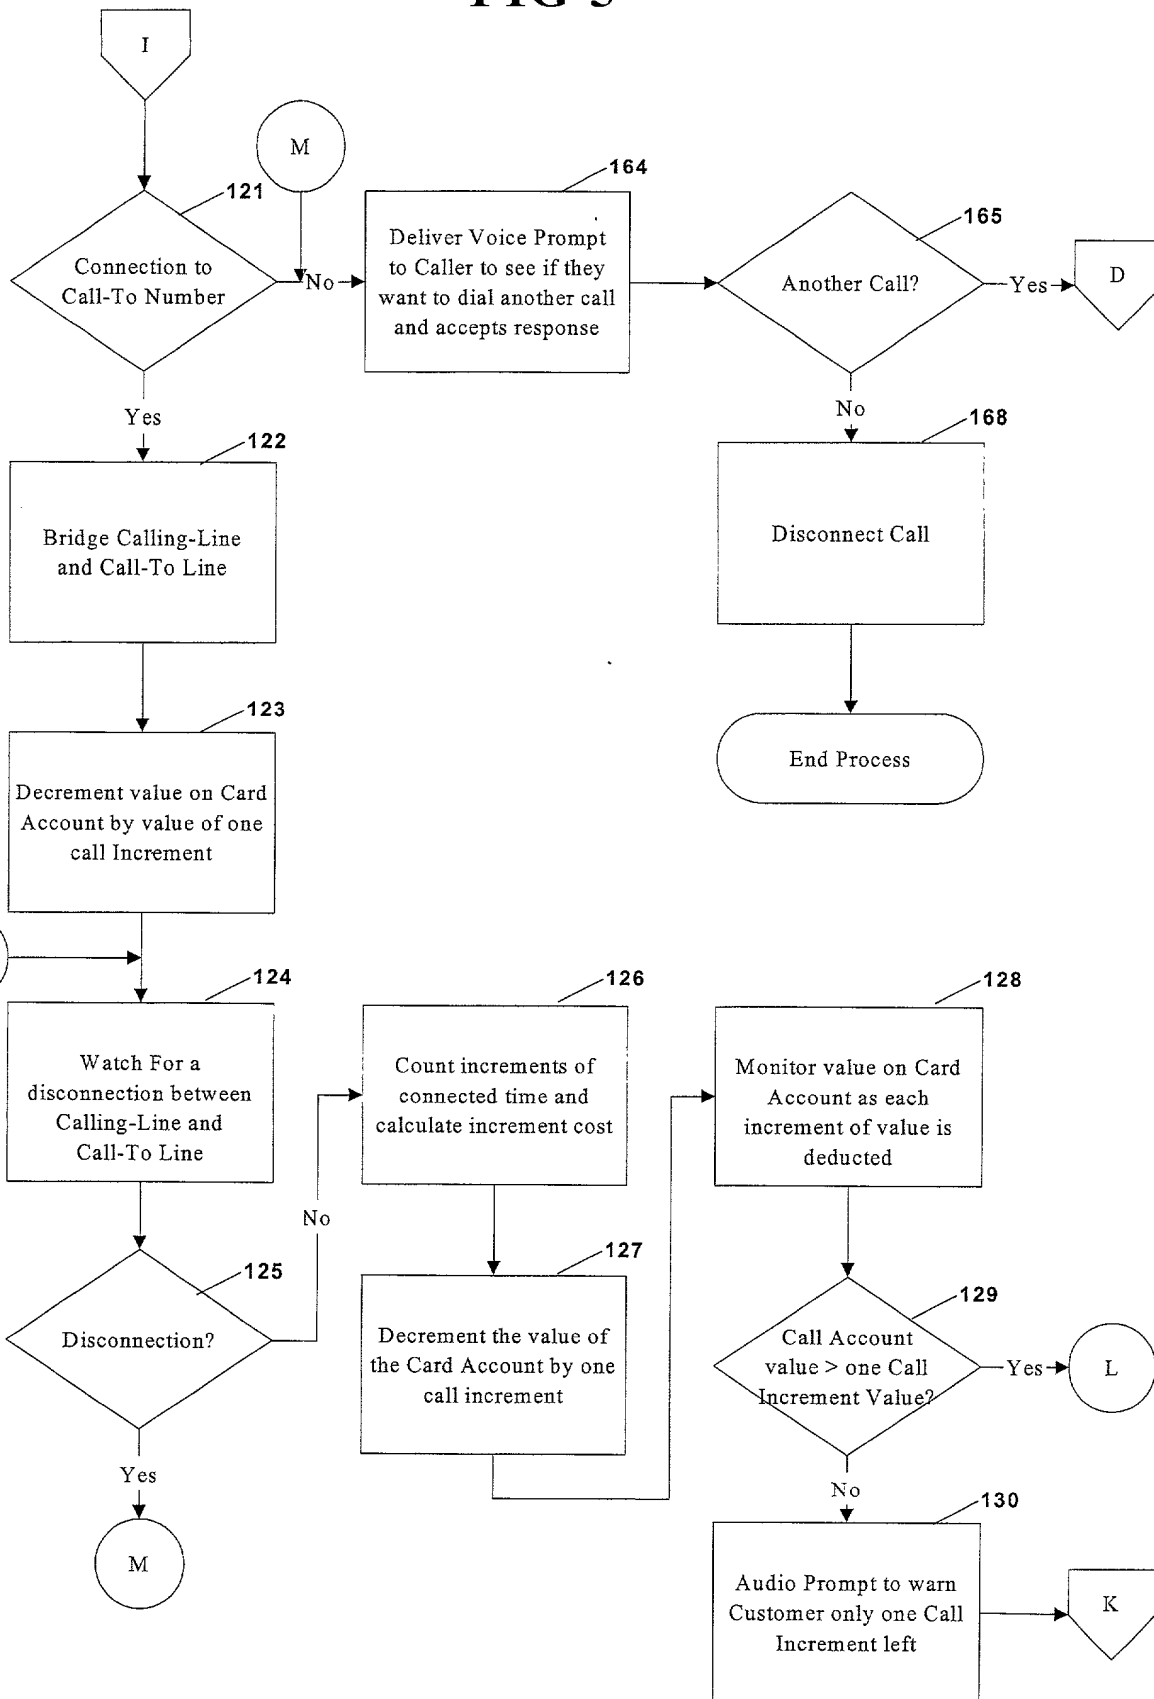 FIG 5
I
M
121
Connection to
Call-To Number
No
164
Deliver Voice Prompt
to Caller to see if they
want to dial another call
and accepts response
165
Another Call?
Yes
D
Yes
No
122
Bridge Calling-Line
and Call-To Line
168
Disconnect Call
123
Decrement value on Card
Account by value of one
call Increment
End Process
124
Watch For a
disconnection between
Calling-Line and
Call-To Line
126
Count increments of
connected time and
calculate increment cost
128
Monitor value on Card
Account as each
increment of value is
deducted
No
125
Disconnection?
127
Decrement the value of
the Card Account by one
call increment
129
Call Account
value > one Call
Increment Value?
Yes
L
Yes
No
M
130
Audio Prompt to warn
Customer only one Call
Increment left
K